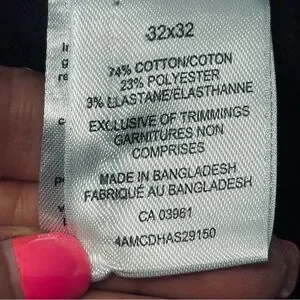 32x32
74% COTTON/COTON
23% POLYESTER
3% ELASTANE/ÉLASTHANNE
EXCLUSIVE OF TRIMMINGS
GARNITURES NON
COMPRISES
MADE IN BANGLADESH
FABRIQUÉ AU BANGLADESH
CA 03961
4AMCDHAS29150